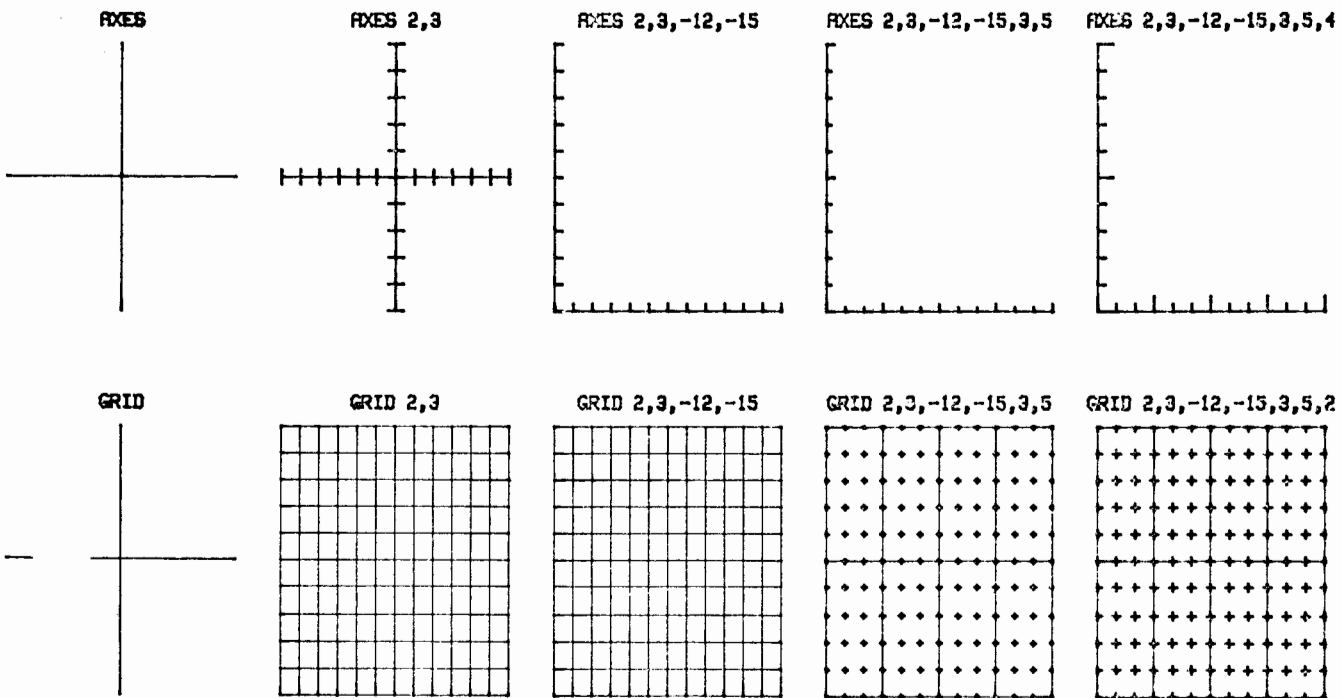 AXES
AXES 2,3
AXES 2,3,-12,-15
AXES 2,3,-12,-15,3,5
AXES 2,3,-12,-15,3,5,4
GRID
GRID 2,3
GRID 2,3,-12,-15
GRID 2,3,-12,-15,3,5
GRID 2,3,-12,-15,3,5,2